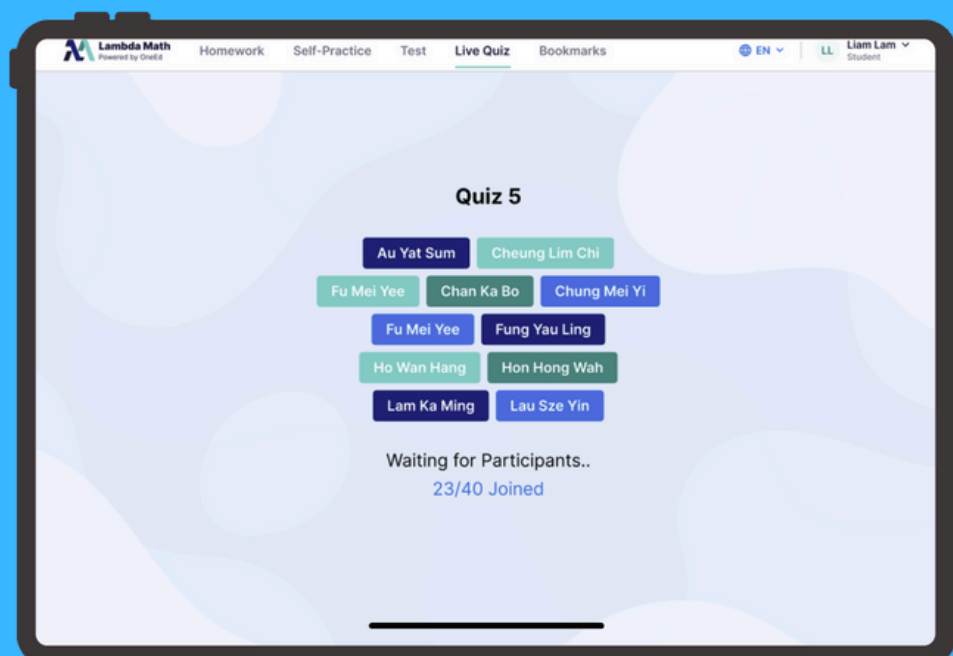 Lambda Math Homework Self-Practice Test Live Quiz Bookmarks EN Liam Lam
Powered by OneEd LL Student
Quiz 5
Au Yat Sum Cheung Lim Chi
Fu Mei Yee Chan Ka Bo Chung Mei Yi
Fu Mei Yee Fung Yau Ling
Ho Wan Hang Hon Hong Wah
Lam Ka Ming Lau Sze Yin
Waiting for Participants..
23/40 Joined